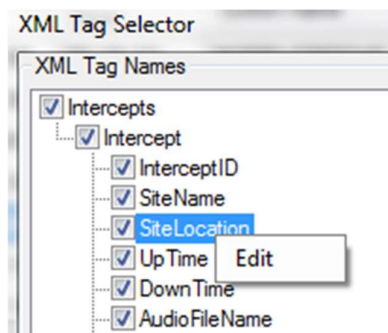 XML Tag Selector
XML Tag Names
Intercepts
Intercept
InterceptID
SiteName
SiteLocation
UpTime Edit
DownTime
AudioFileName